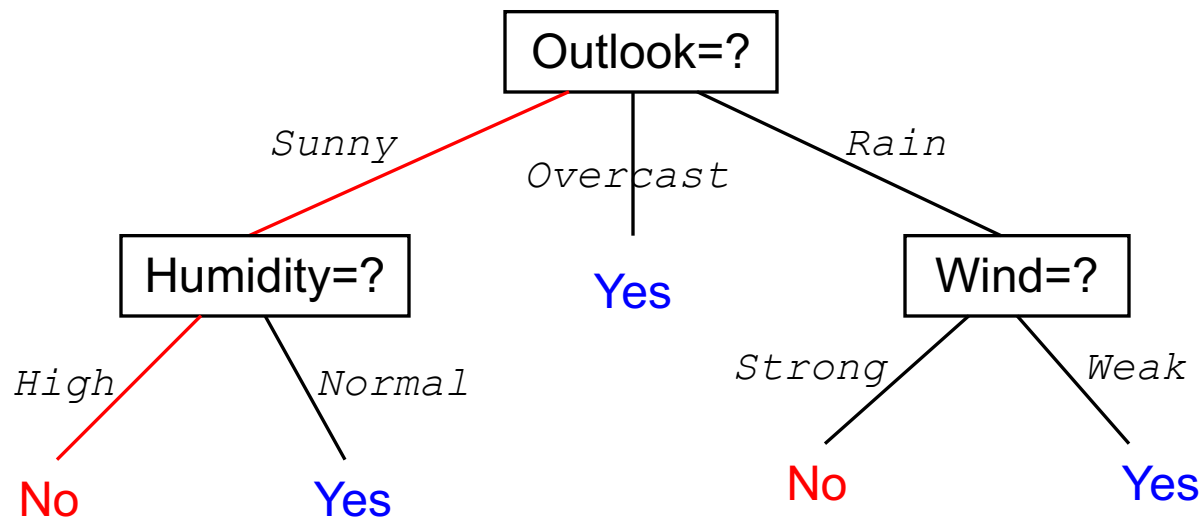 Outlook=?
Sunny
Overcast
Rain
Humidity=?
Yes
Wind=?
High
Normal
Strong
Weak
No
Yes
No
Yes